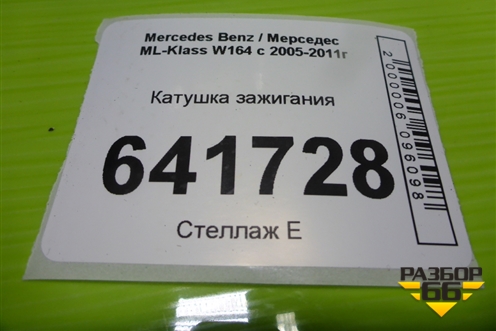 Mercedes Benz / Мерседес
ML-Klass W164 с 2005-2011г
Катушка зажигания
641728
Стеллаж Е
2000006096098
РАЗБОР
66